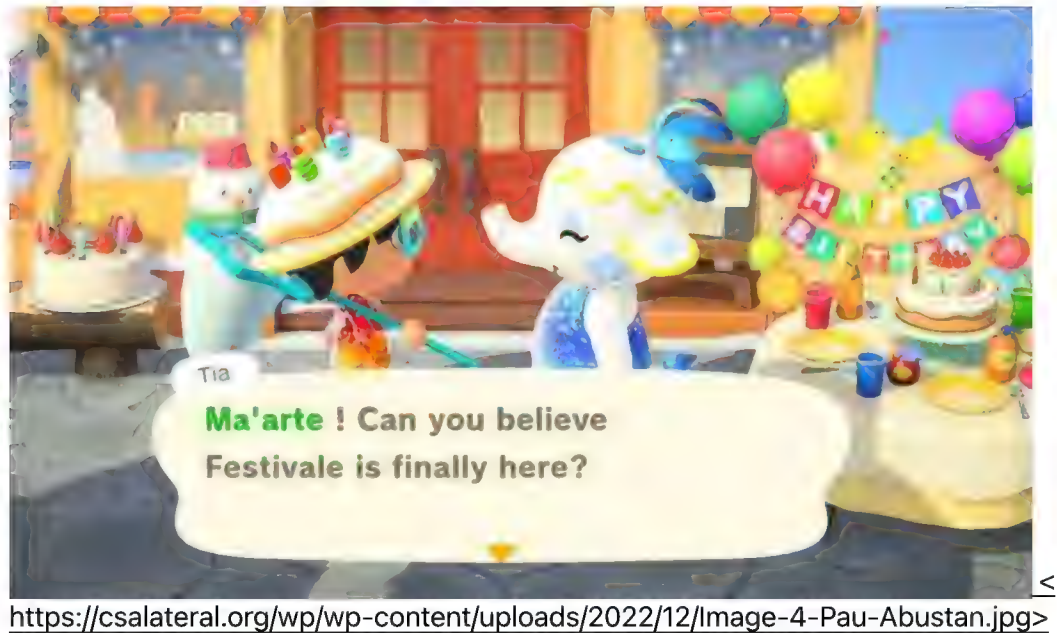 HAPPY
BIRTHDAY
Tia
Ma'arte ! Can you believe
Festivale is finally here?
<
https://csalateral.org/wp/wp-content/uploads/2022/12/Image-4-Pau-Abustan.jpg>